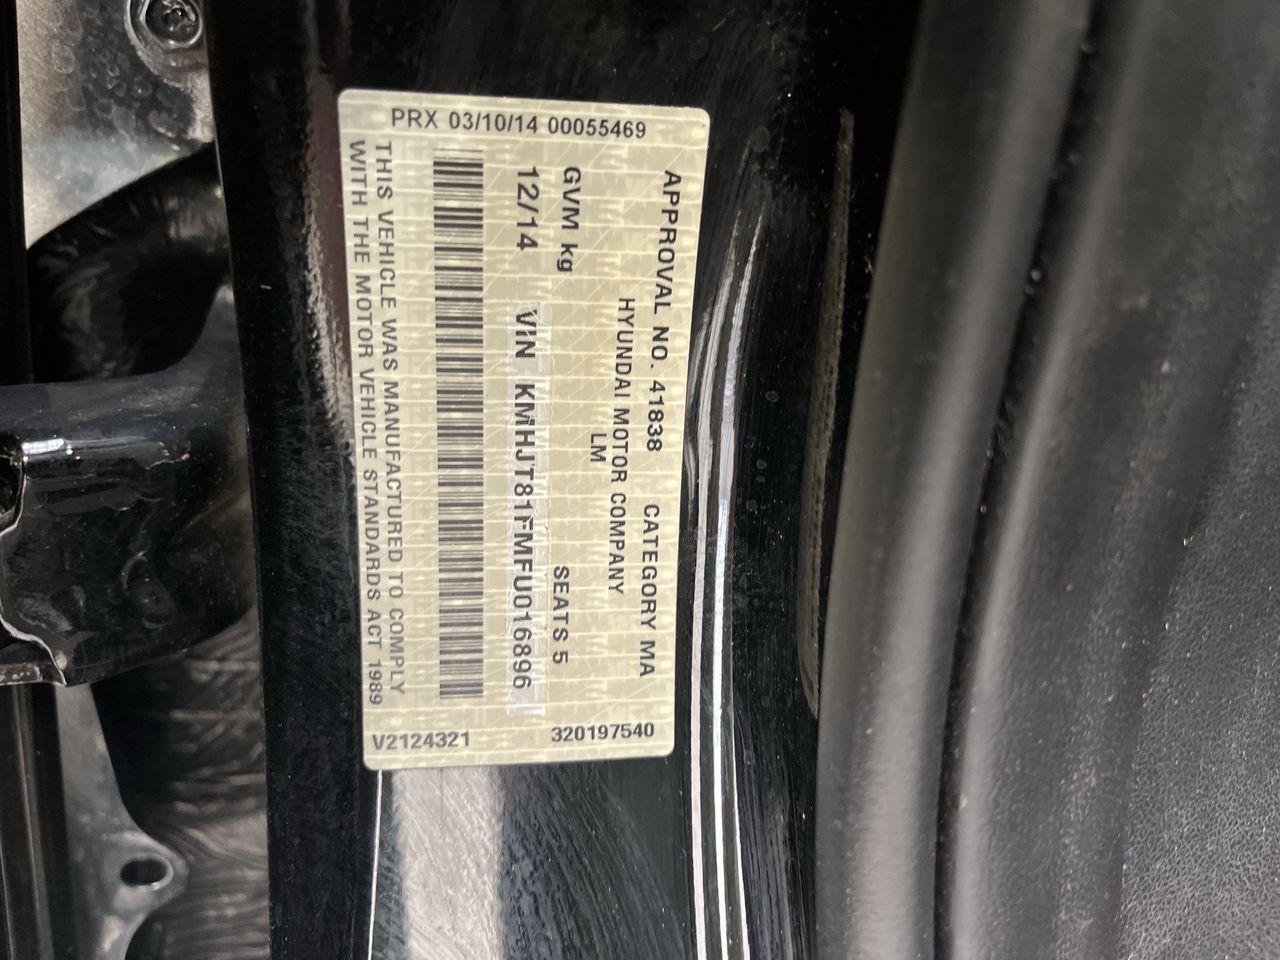 PRX 03/10/14 00055469
APPROVAL NO. 41838 CATEGORY MA
HYUNDAI MOTOR COMPANY
LM
GVM kg SEATS 5
12/14 VIN KMHJT81FMFU016896
THIS VEHICLE WAS MANUFACTURED TO COMPLY
WITH THE MOTOR VEHICLE STANDARDS ACT 1989
V2124321 320197540